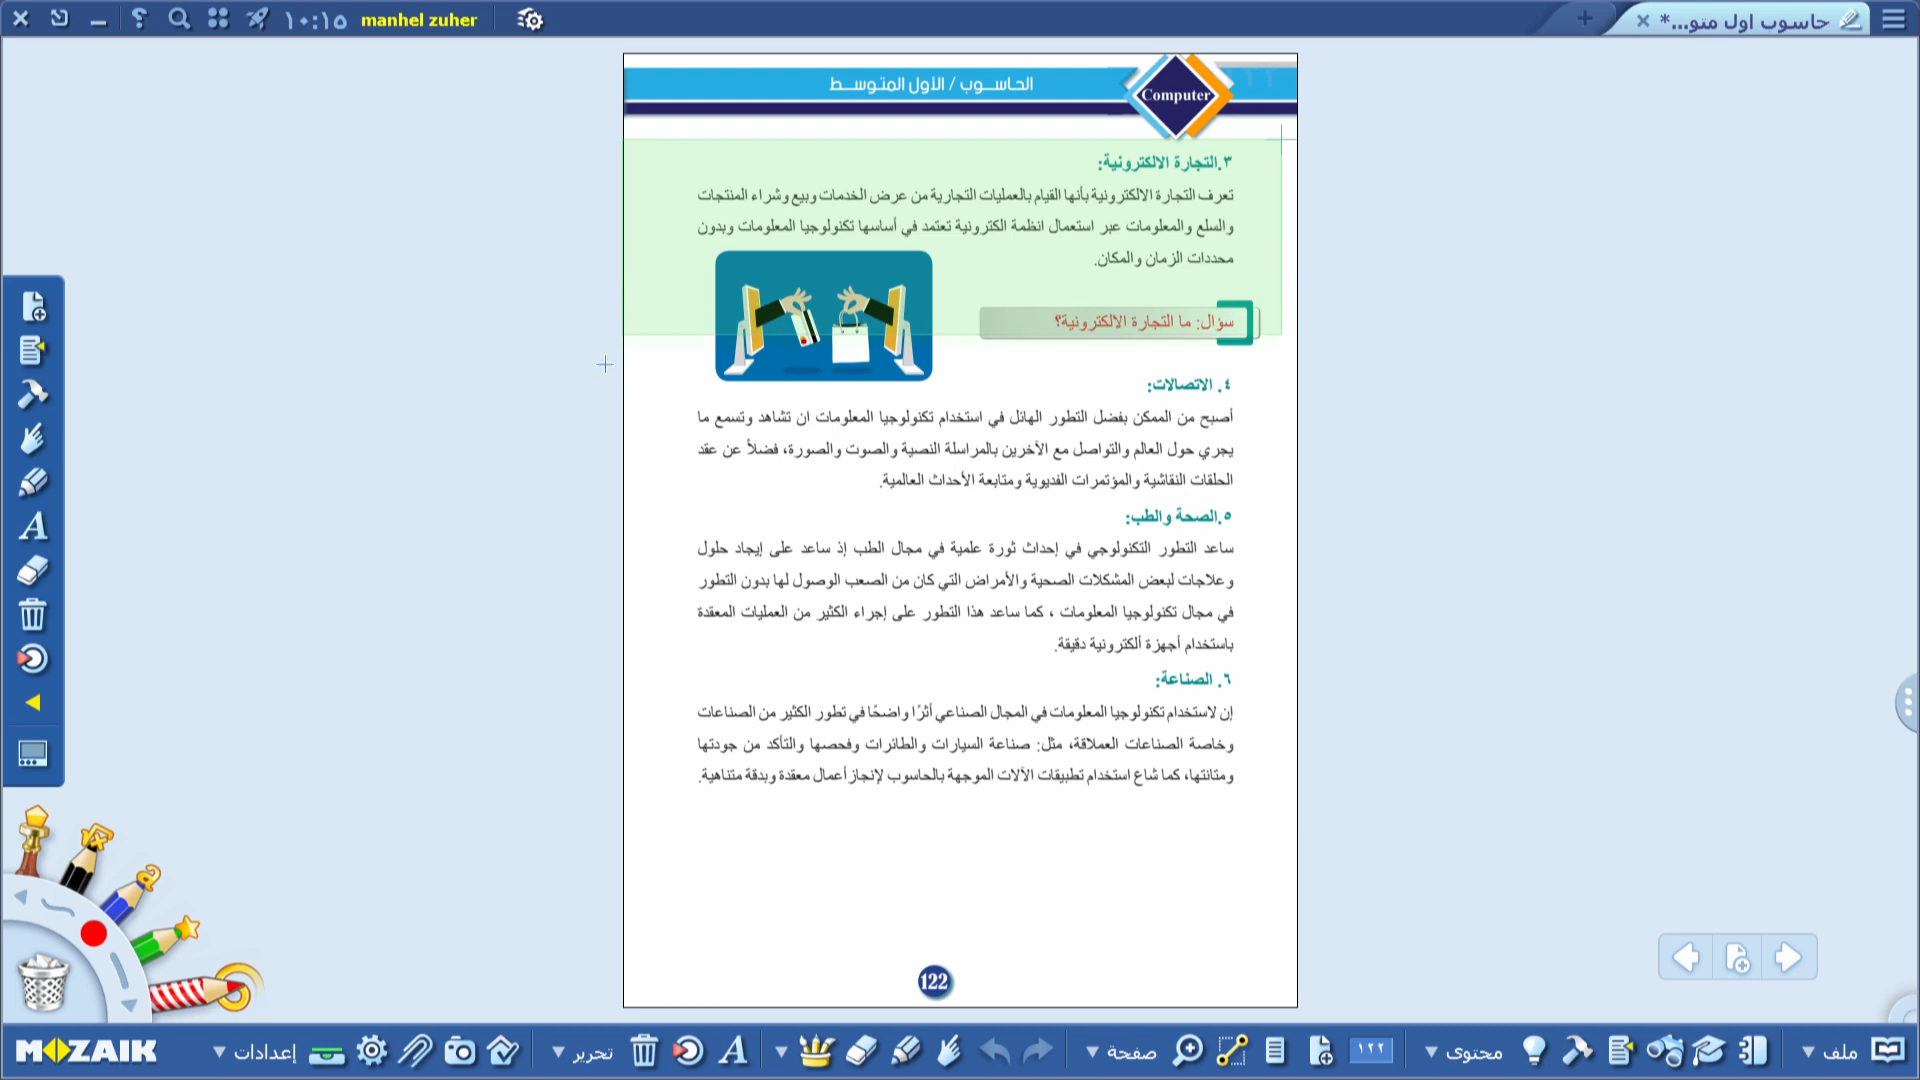 manhel zuher
١٠:١٥
حاسوب اول متو...*
الحاســوب / الأول المتوســط
Computer
٣.التجارة الالكترونية:
تعرف التجارة الالكترونية بأنها القيام بالعمليات التجارية من عرض الخدمات وبيع وشراء المنتجات
والسلع والمعلومات عبر استعمال انظمة الكترونية تعتمد في أساسها تكنولوجيا المعلومات وبدون
محددات الزمان والمكان.
سؤال: ما التجارة الالكترونية؟
٤. الاتصالات:
أصبح من الممكن بفضل التطور الهائل في استخدام تكنولوجيا المعلومات ان تشاهد وتسمع ما
يجري حول العالم والتواصل مع الآخرين بالمراسلة النصية والصوت والصورة، فضلاً عن عقد
الحلقات النقاشية والمؤتمرات الفديوية ومتابعة الأحداث العالمية.
٥.الصحة والطب:
ساعد التطور التكنولوجي في إحداث ثورة علمية في مجال الطب إذ ساعد على إيجاد حلول
وعلاجات لبعض المشكلات الصحية والأمراض التي كان من الصعب الوصول لها بدون التطور
في مجال تكنولوجيا المعلومات ، كما ساعد هذا التطور على إجراء الكثير من العمليات المعقدة
باستخدام أجهزة ألكترونية دقيقة.
٦. الصناعة:
إن لاستخدام تكنولوجيا المعلومات في المجال الصناعي أثرًا واضحًا في تطور الكثير من الصناعات
وخاصة الصناعات العملاقة، مثل: صناعة السيارات والطائرات وفحصها والتأكد من جودتها
ومتانتها، كما شاع استخدام تطبيقات الآلات الموجهة بالحاسوب لإنجاز أعمال معقدة وبدقة متناهية.
122
ملف
محتوى
١٢٢
صفحة
تحرير
إعدادات
MOZAIK